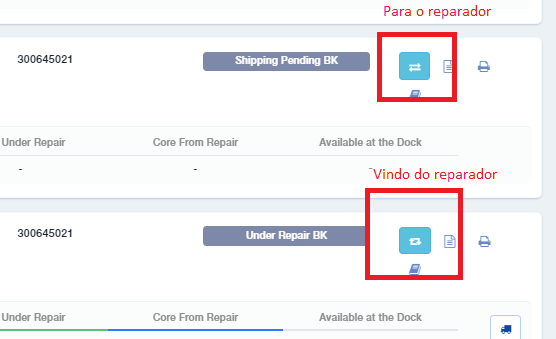 Para o reparador
300645021 Shipping Pending BK
Under Repair Core From Repair Available at the Dock
- - -
Vindo do reparador
300645021 Under Repair BK
Under Repair Core From Repair Available at the Dock